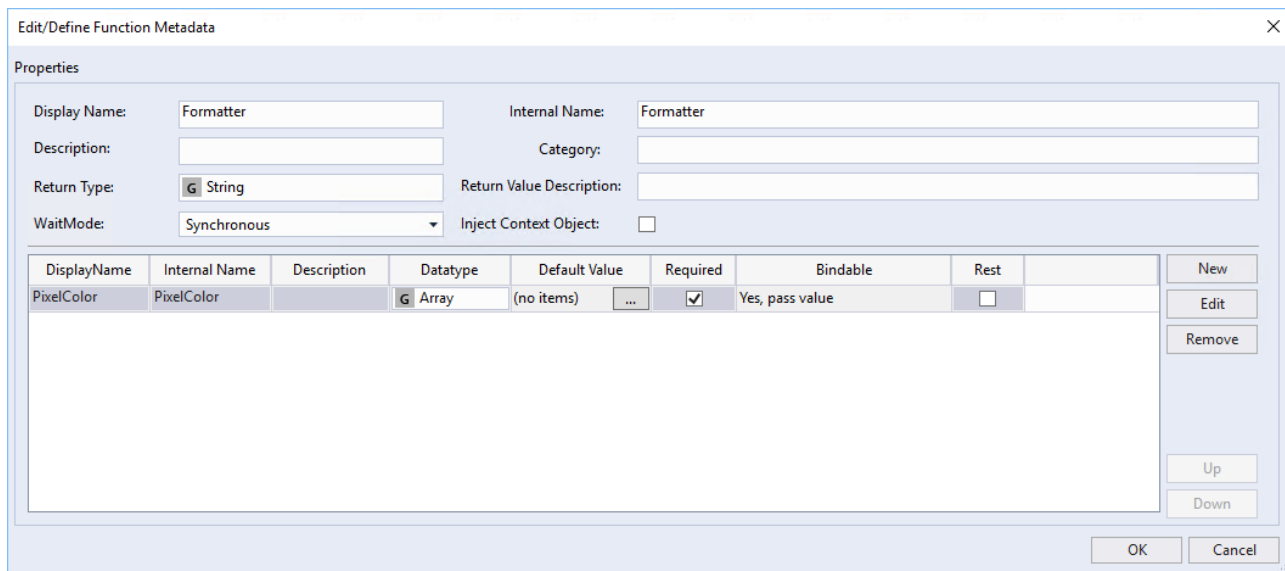 Edit/Define Function Metadata
Properties
Display Name: Formatter Internal Name: Formatter
Description: Category:
Return Type: G String Return Value Description:
WaitMode: Synchronous Inject Context Object:
DisplayName Internal Name Description Datatype Default Value Required Bindable Rest New
PixelColor PixelColor G Array (no items) ... Yes, pass value Edit
Remove
Up
Down
OK Cancel